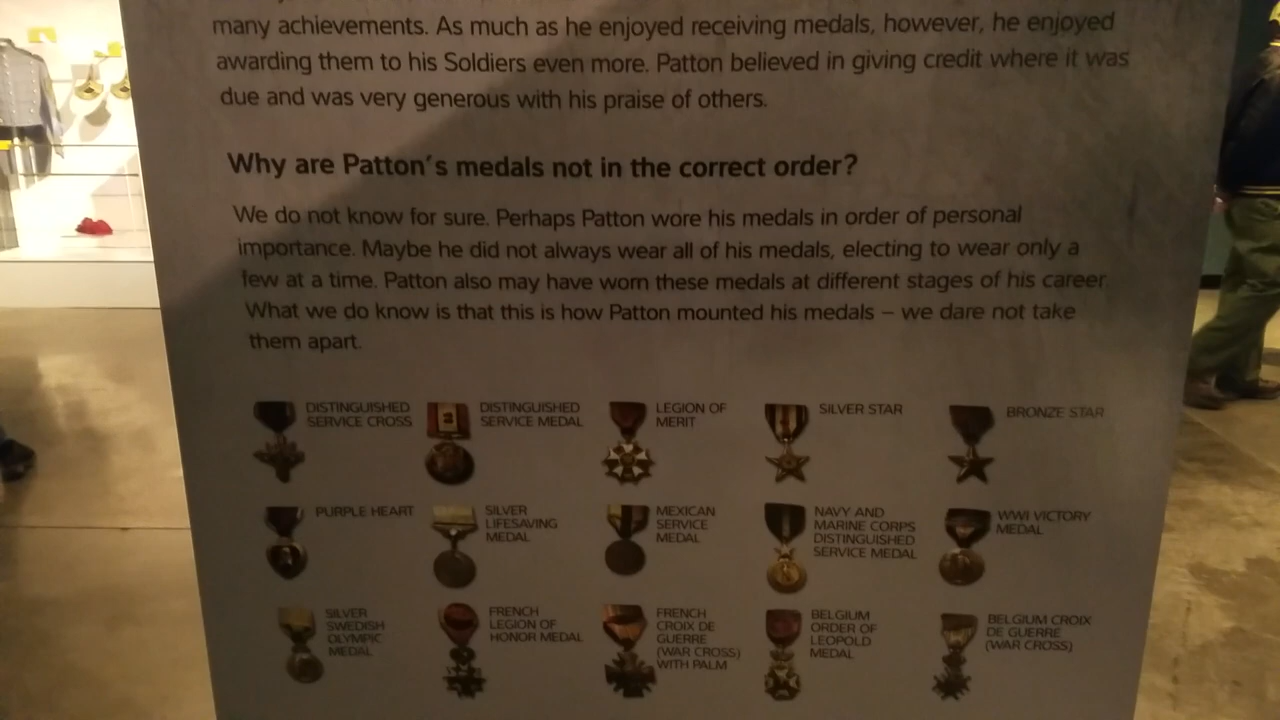 many achievements. As much as he enjoyed receiving medals, however, he enjoyed
awarding them to his Soldiers even more. Patton believed in giving credit where it was
due and was very generous with his praise of others.
Why are Patton's medals not in the correct order?
We do not know for sure. Perhaps Patton wore his medals in order of personal
importance. Maybe he did not always wear all of his medals, electing to wear only a
few at a time. Patton also may have worn these medals at different stages of his career.
What we do know is that this is how Patton mounted his medals – we dare not take
them apart.
DISTINGUISHED
SERVICE CROSS
DISTINGUISHED
SERVICE MEDAL
LEGION OF
MERIT
SILVER STAR
BRONZE STAR
PURPLE HEART
SILVER
LIFESAVING
MEDAL
MEXICAN
SERVICE
MEDAL
NAVY AND
MARINE CORPS
DISTINGUISHED
SERVICE MEDAL
WWI VICTORY
MEDAL
SILVER
SWEDISH
OLYMPIC
MEDAL
FRENCH
LEGION OF
HONOR MEDAL
FRENCH
CROIX DE
GUERRE
(WAR CROSS)
WITH PALM
BELGIUM
ORDER OF
LEOPOLD
MEDAL
BELGIUM CROIX
DE GUERRE
(WAR CROSS)